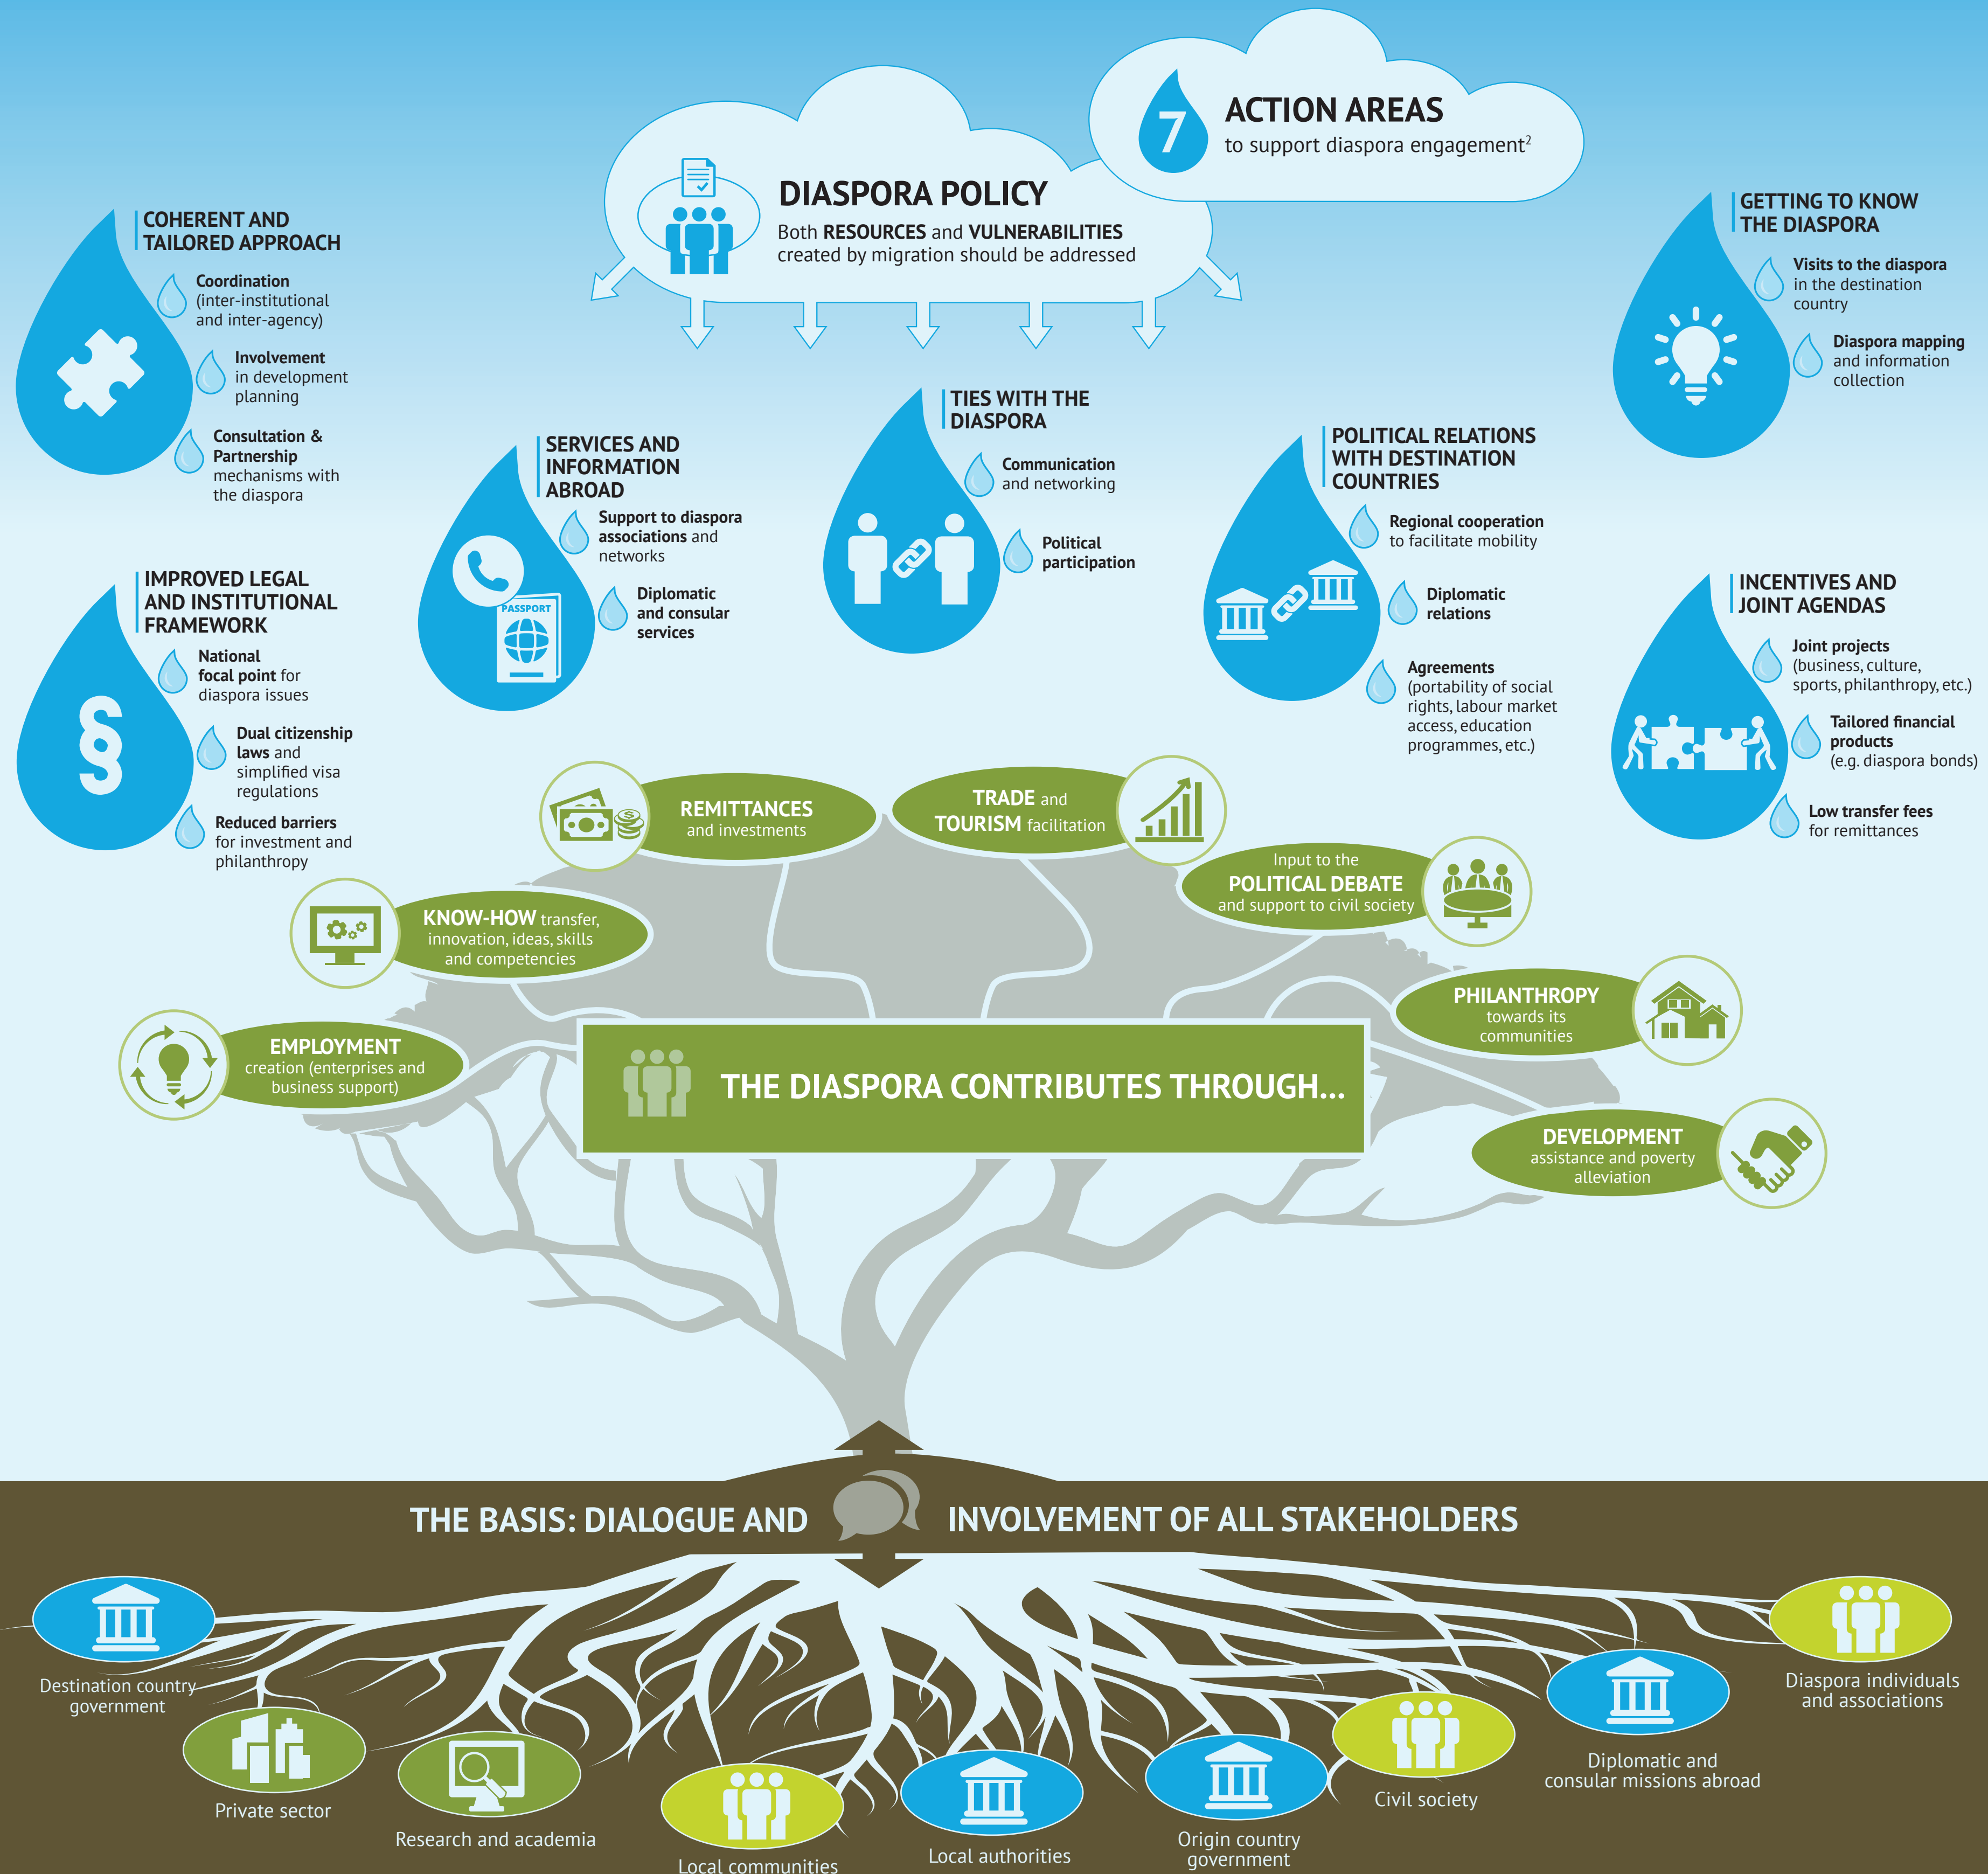 7
ACTION AREAS
to support diaspora engagement2
DIASPORA POLICY
Both RESOURCES and VULNERABILITIES
created by migration should be addressed
COHERENT AND
TAILORED APPROACH
Coordination
(inter-institutional
and inter-agency)
Involvement
in development
planning
Consultation &
Partnership
mechanisms with
the diaspora
IMPROVED LEGAL
AND INSTITUTIONAL
FRAMEWORK
§
National
focal point for
diaspora issues
Dual citizenship
laws and
simplified visa
regulations
Reduced barriers
for investment and
philanthropy
SERVICES AND
INFORMATION
ABROAD
PASSPORT
Support to diaspora
associations and
networks
Diplomatic
and consular
services
TIES WITH THE
DIASPORA
Communication
and networking
Political
participation
POLITICAL RELATIONS
WITH DESTINATION
COUNTRIES
Regional cooperation
to facilitate mobility
Diplomatic
relations
Agreements
(portability of social
rights, labour market
access, education
programmes, etc.)
GETTING TO KNOW
THE DIASPORA
Visits to the diaspora
in the destination
country
Diaspora mapping
and information
collection
INCENTIVES AND
JOINT AGENDAS
Joint projects
(business, culture,
sports, philanthropy, etc.)
Tailored financial
products
(e.g. diaspora bonds)
Low transfer fees
for remittances
EMPLOYMENT
creation (enterprises and
business support)
KNOW-HOW transfer,
innovation, ideas, skills
and competencies
$
REMITTANCES
and investments
TRADE and
TOURISM facilitation
Input to the
POLITICAL DEBATE
and support to civil society
PHILANTHROPY
towards its
communities
DEVELOPMENT
assistance and poverty
alleviation
THE DIASPORA CONTRIBUTES THROUGH...
THE BASIS: DIALOGUE AND INVOLVEMENT OF ALL STAKEHOLDERS
Destination country
government
Private sector
Research and academia
Local communities
Local authorities
Origin country
government
Civil society
Diplomatic and
consular missions abroad
Diaspora individuals
and associations